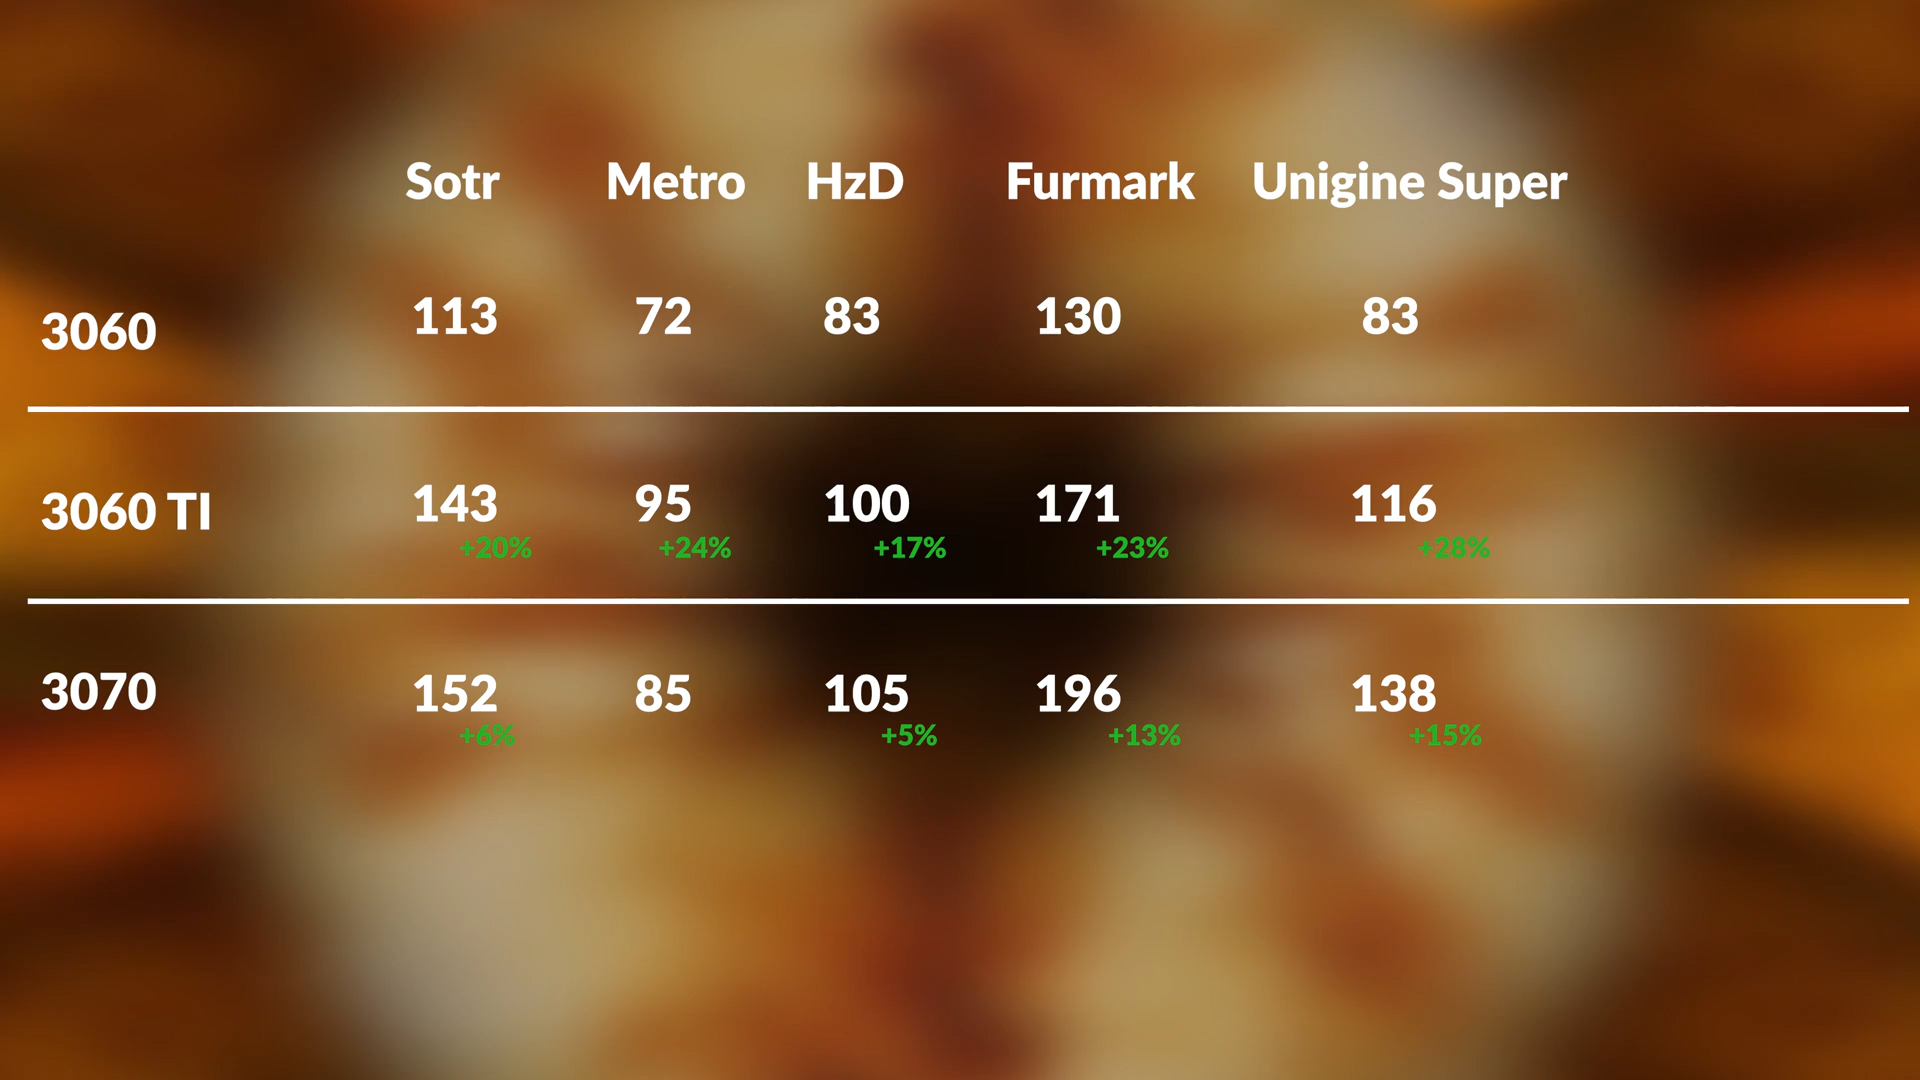 Sotr Metro HzD Furmark Unigine Super
3060 113 72 83 130 83
3060 TI 143 95 100 171 116
+20% +24% +17% +23% +28%
3070 152 85 105 196 138
+6% +5% +13% +15%